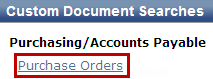 Custom Document Searches
Purchasing/Accounts Payable
Purchase Orders